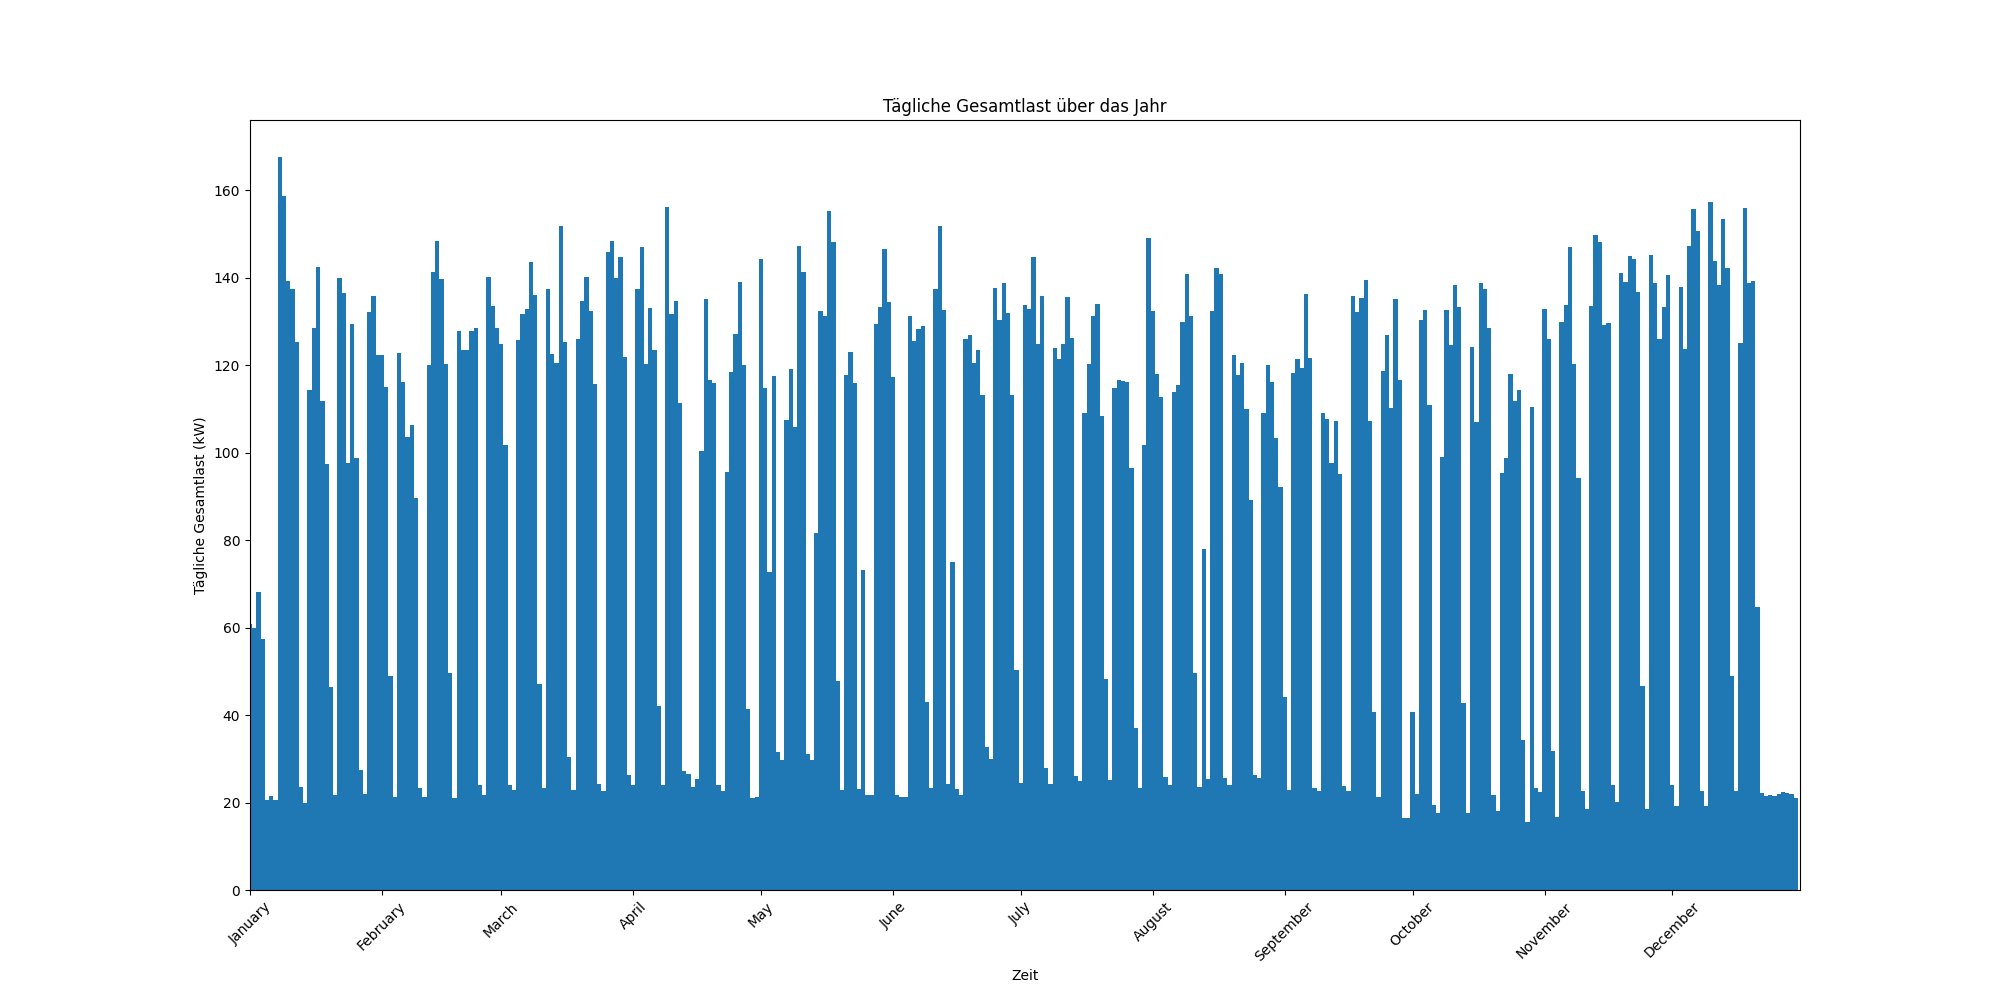 Tägliche Gesamtlast über das Jahr
Tägliche Gesamtlast (kW)
160
140
120
100
80
60
40
20
0
January
February
March
April
May
June
July
August
September
October
November
December
Zeit